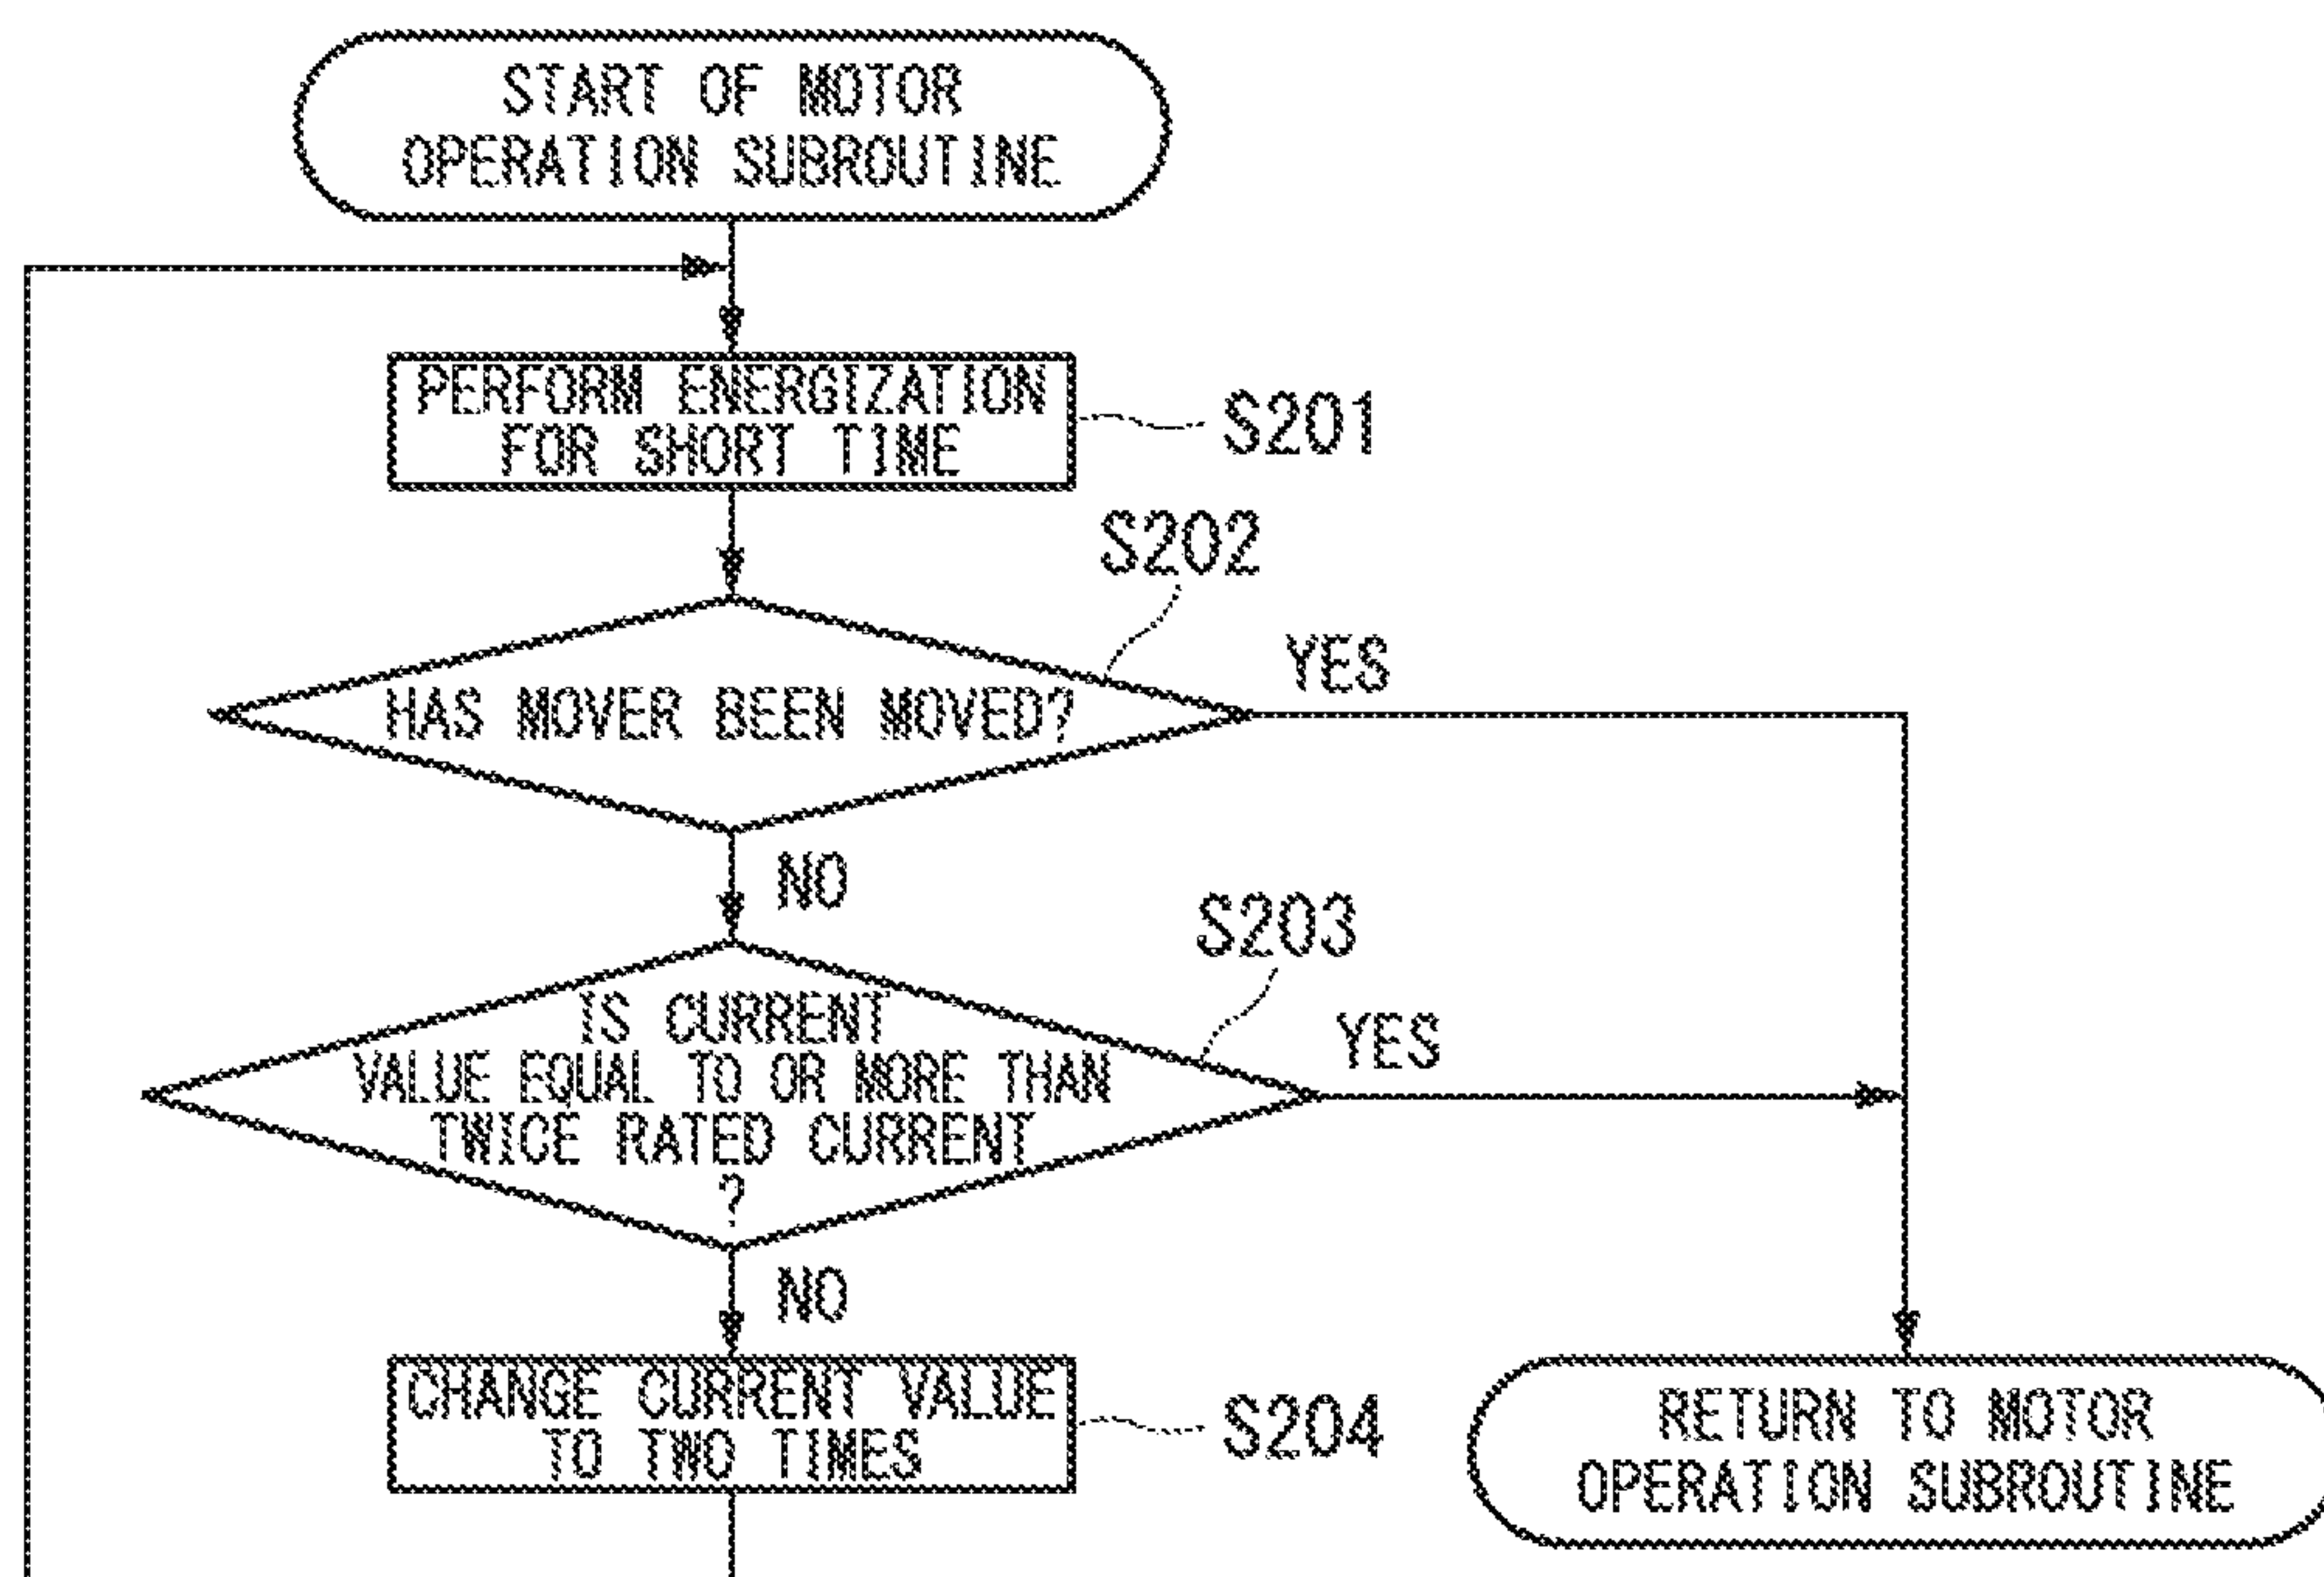 START OF MOTOR
OPERATION SUBROUTINE
PERFORM ENERGIZATION
FOR SHORT TIME
S201
S202
HAS MOVER BEEN MOVED?
YES
NO
S203
IS CURRENT
VALUE EQUAL TO OR MORE THAN
TWICE RATED CURRENT
?
YES
NO
CHANGE CURRENT VALUE
TO TWO TIMES
S204
RETURN TO MOTOR
OPERATION SUBROUTINE